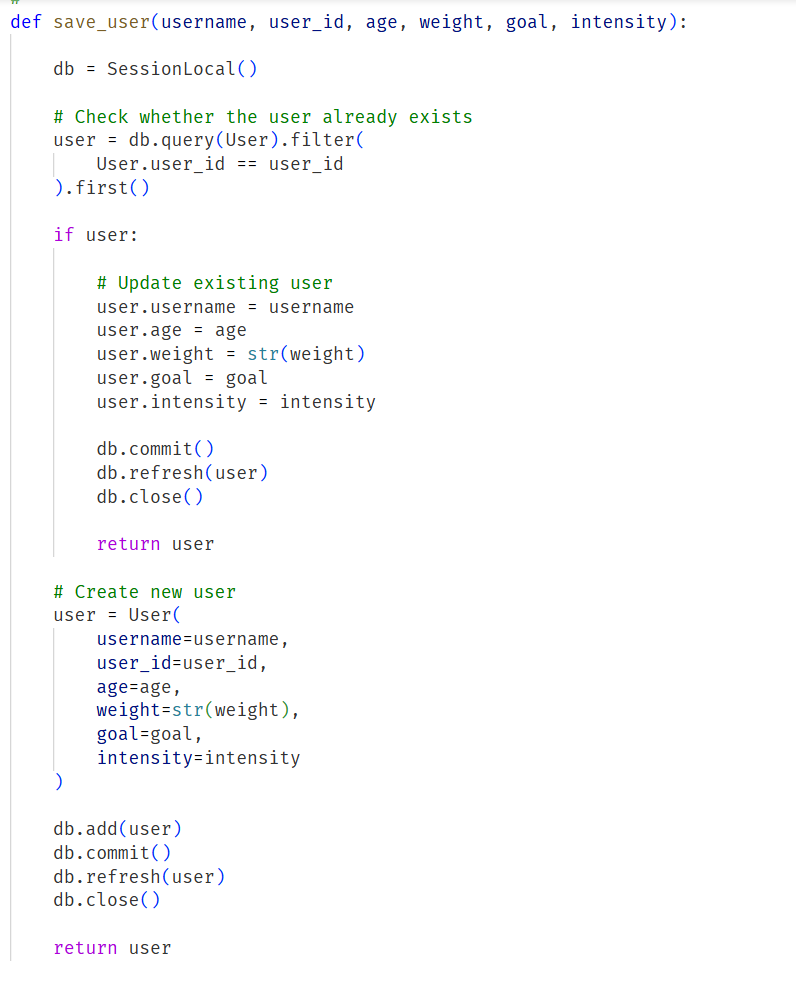 #
def save_user(username, user_id, age, weight, goal, intensity):
db = SessionLocal()
# Check whether the user already exists
user = db.query(User).filter(
User.user_id == user_id
).first()
if user:
# Update existing user
user.username = username
user.age = age
user.weight = str(weight)
user.goal = goal
user.intensity = intensity
db.commit()
db.refresh(user)
db.close()
return user
# Create new user
user = User(
username=username,
user_id=user_id,
age=age,
weight=str(weight),
goal=goal,
intensity=intensity
)
db.add(user)
db.commit()
db.refresh(user)
db.close()
return user